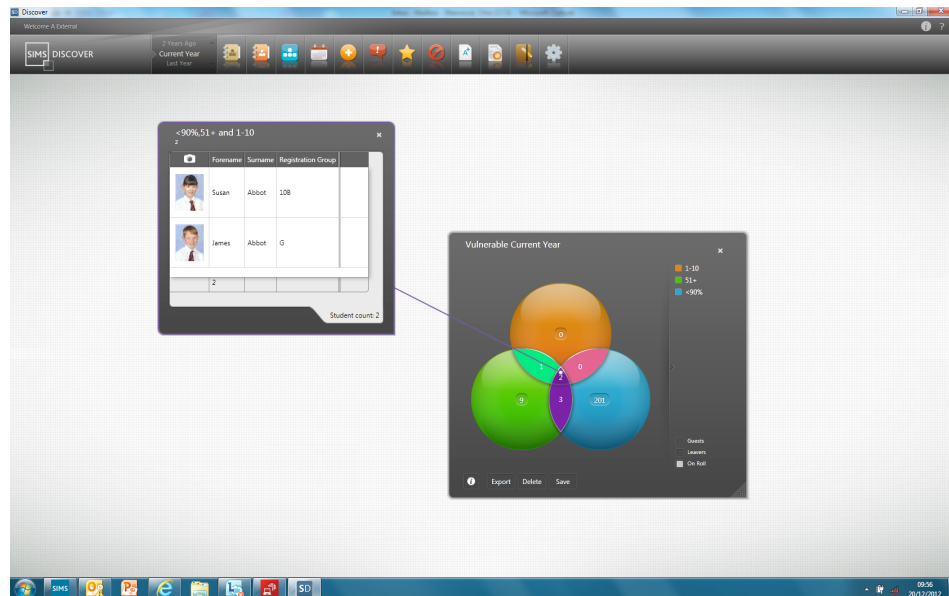 Discover
Welcome A External
SIMS DISCOVER
2 Years Ago
Current Year
Last Year
<90%,51+ and 1-10
2
Forename Surname Registration Group
Susan Abbot 10B
James Abbot G
2
Student count: 2
Vulnerable Current Year
1-10
51+
<90%
0
1 0
2
9 3 201
Guests
Leavers
On Roll
Export Delete Save
SIMS
SD
09:56
20/12/2012